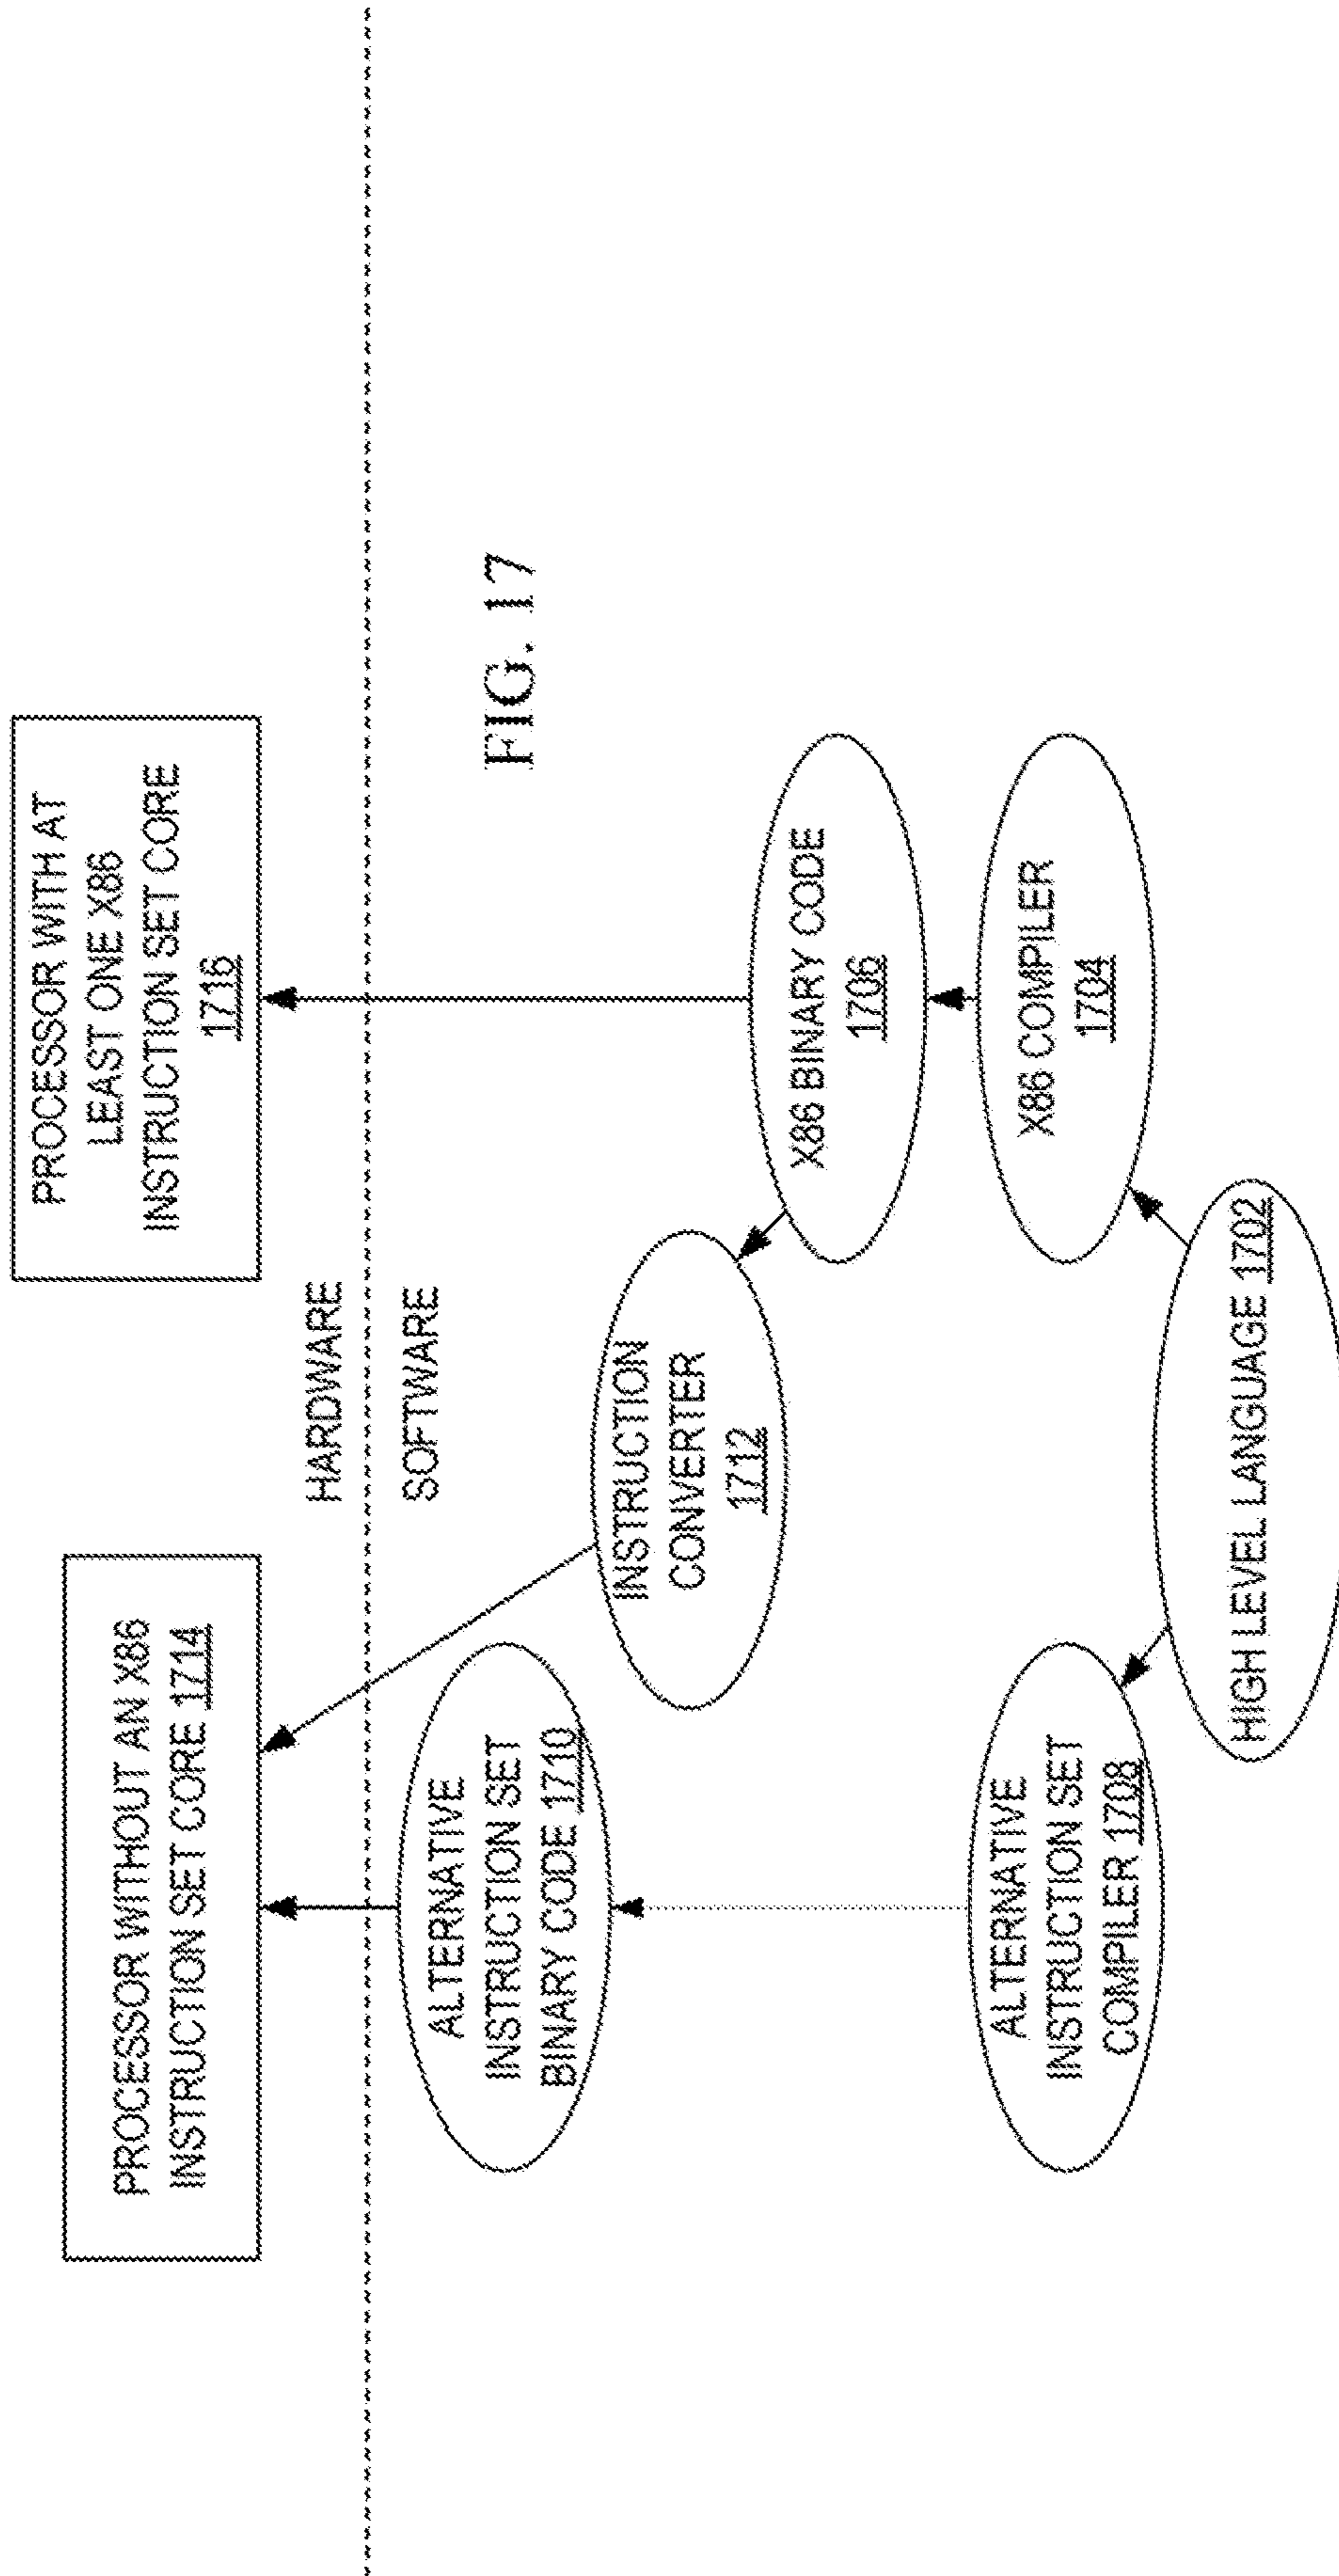 PROCESSOR WITHOUT AN X86
INSTRUCTION SET CORE 1714
PROCESSOR WITH AT
LEAST ONE X86
INSTRUCTION SET CORE
1716
HARDWARE
SOFTWARE
ALTERNATIVE
INSTRUCTION SET
BINARY CODE 1710
FIG. 17
INSTRUCTION
CONVERTER
1712
X86 BINARY CODE
1706
ALTERNATIVE
INSTRUCTION SET
COMPILER 1708
X86 COMPILER
1704
HIGH LEVEL LANGUAGE 1702